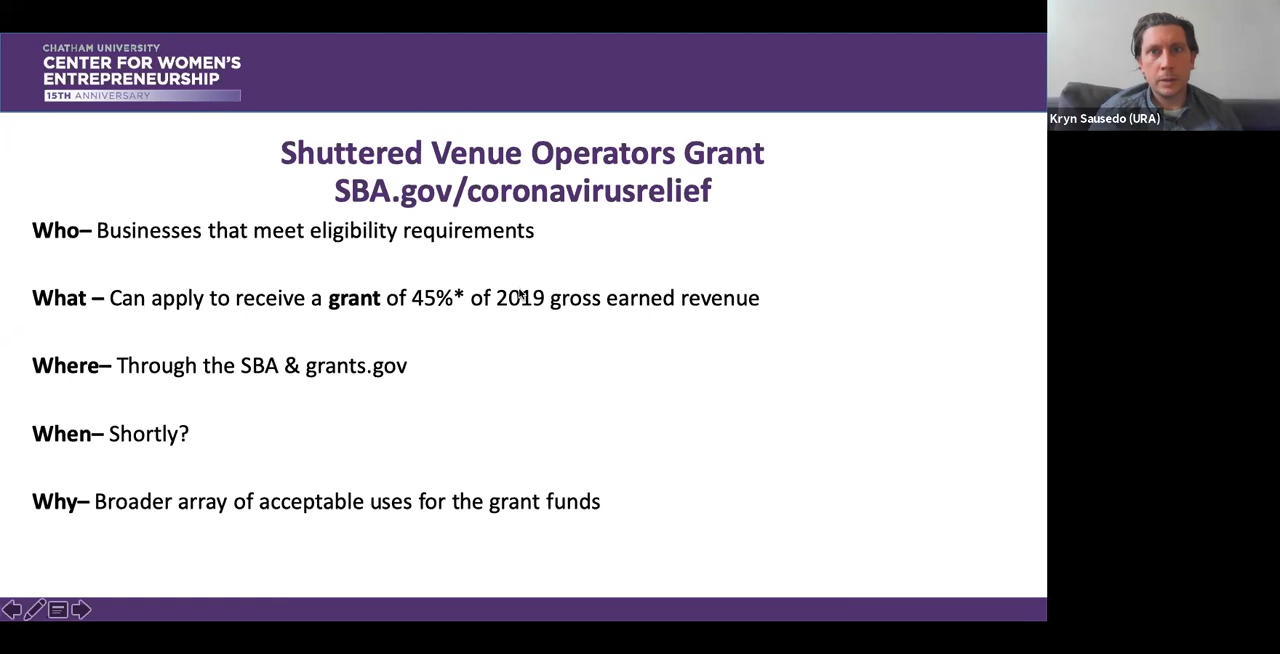 CHATHAM UNIVERSITY
CENTER FOR WOMEN'S
ENTREPRENEURSHIP
15TH ANNIVERSARY
Kryn Sausedo (URA)
Shuttered Venue Operators Grant
SBA.gov/coronavirusrelief
Who– Businesses that meet eligibility requirements
What – Can apply to receive a grant of 45%* of 2019 gross earned revenue
Where– Through the SBA & grants.gov
When– Shortly?
Why– Broader array of acceptable uses for the grant funds